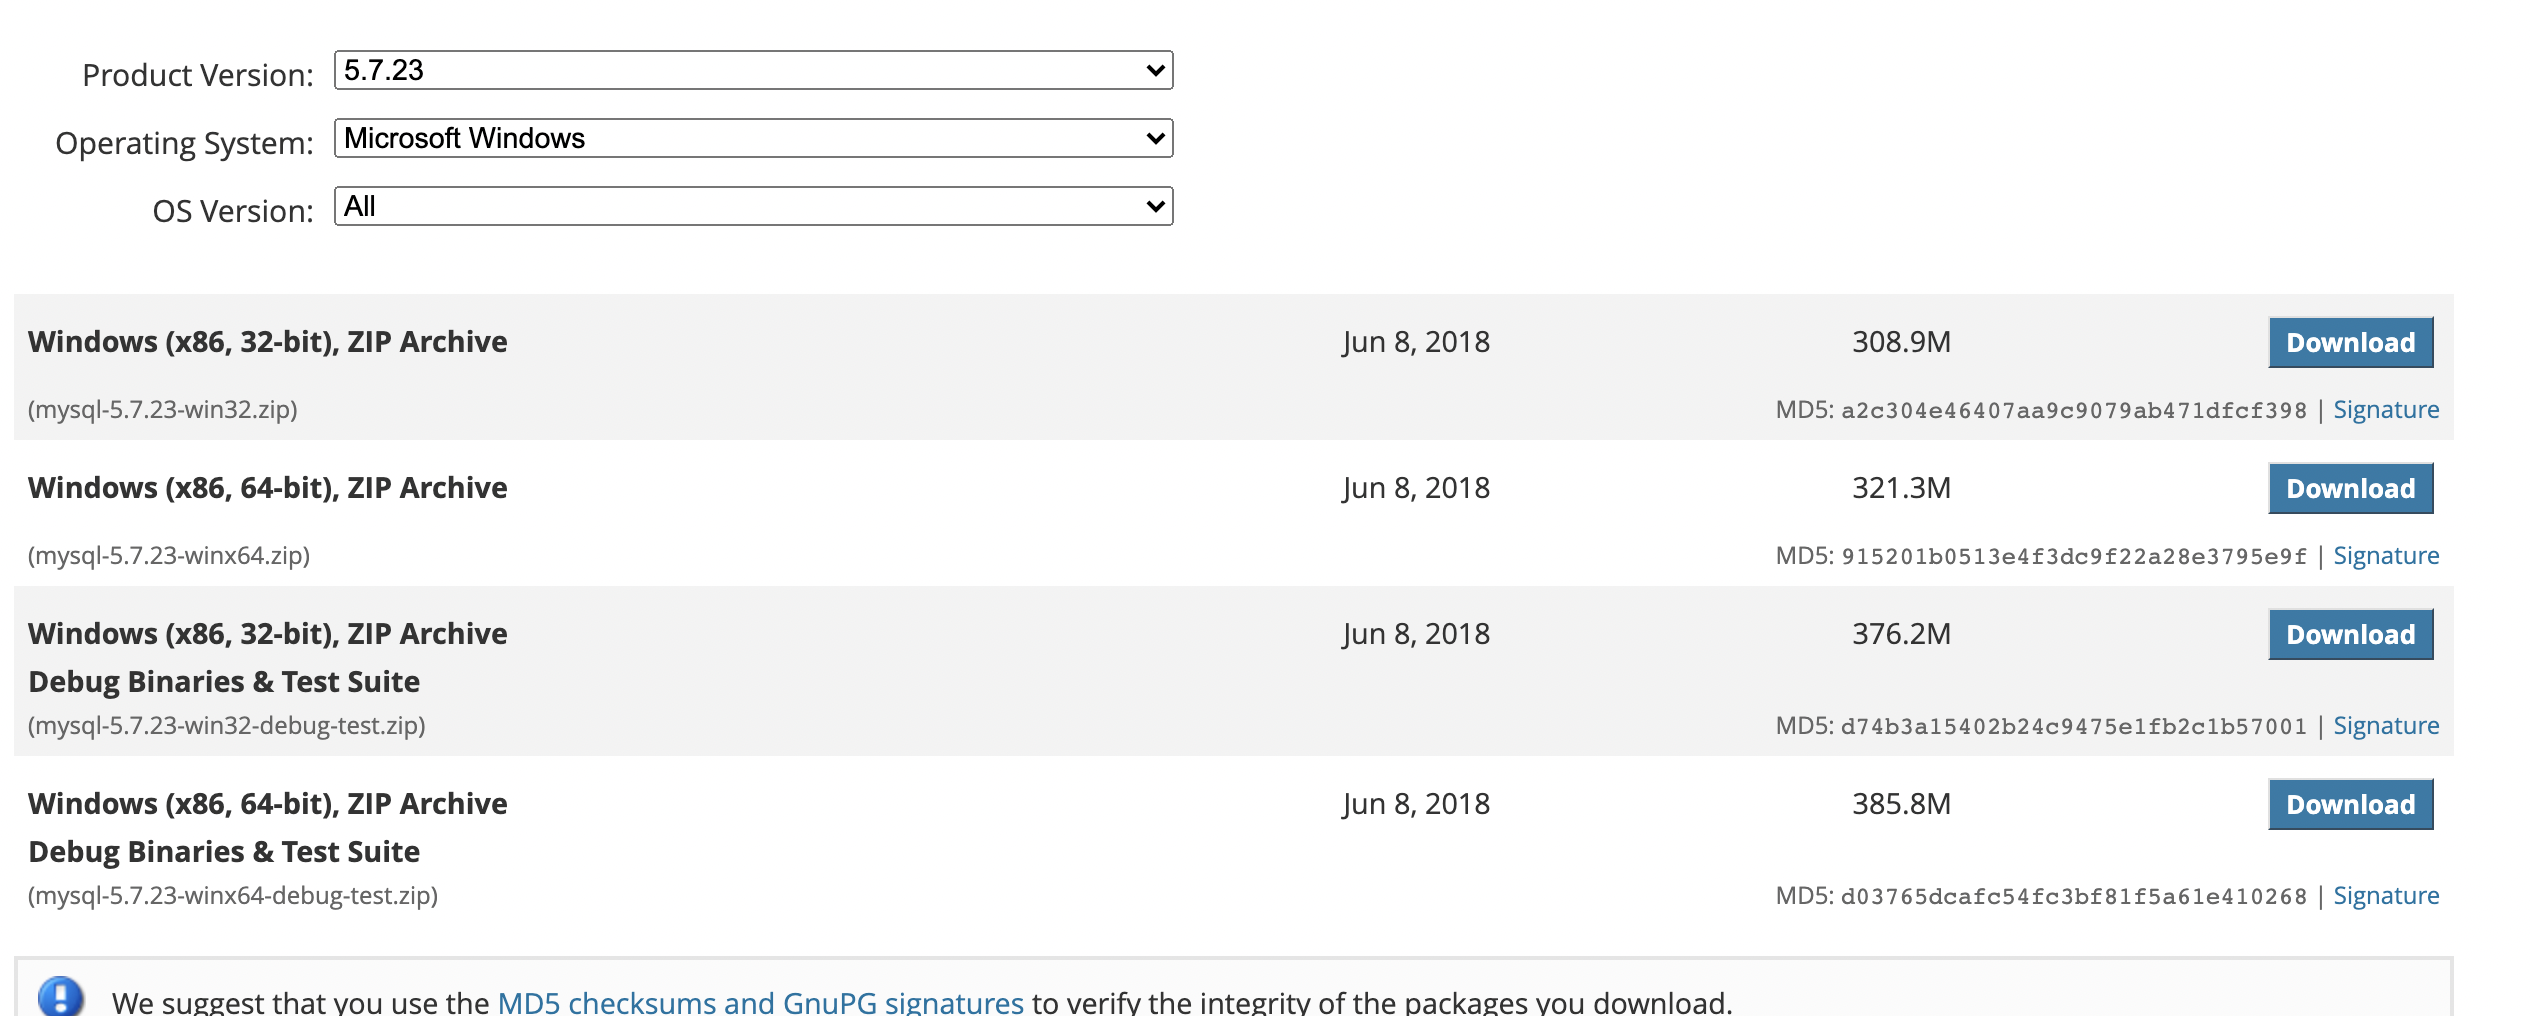 Product Version: 5.7.23
Operating System: Microsoft Windows
OS Version: All
Windows (x86, 32-bit), ZIP Archive Jun 8, 2018 308.9M Download
(mysql-5.7.23-win32.zip) MD5: a2c304e46407aa9c9079ab471dfcf398 | Signature
Windows (x86, 64-bit), ZIP Archive Jun 8, 2018 321.3M Download
(mysql-5.7.23-winx64.zip) MD5: 915201b0513e4f3dc9f22a28e3795e9f | Signature
Windows (x86, 32-bit), ZIP Archive Jun 8, 2018 376.2M Download
Debug Binaries & Test Suite
(mysql-5.7.23-win32-debug-test.zip) MD5: d74b3a15402b24c9475e1fb2c1b57001 | Signature
Windows (x86, 64-bit), ZIP Archive Jun 8, 2018 385.8M Download
Debug Binaries & Test Suite
(mysql-5.7.23-winx64-debug-test.zip) MD5: d03765dcafc54fc3bf81f5a61e410268 | Signature
We suggest that you use the MD5 checksums and GnuPG signatures to verify the integrity of the packages you download.